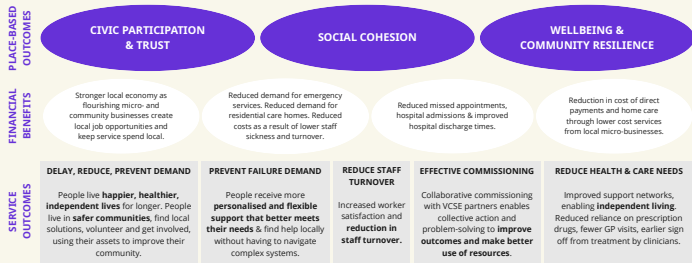 PLACE-BASED
OUTCOMES
CIVIC PARTICIPATION
& TRUST
SOCIAL COHESION
WELLBEING &
COMMUNITY RESILIENCE
FINANCIAL
BENEFITS
Stronger local economy as
flourishing micro- and
community businesses create
local job opportunities and
keep service spend local.
Reduced demand for emergency
services. Reduced demand for
residential care homes. Reduced
costs as a result of lower staff
sickness and turnover.
Reduced missed appointments,
hospital admissions & improved
hospital discharge times.
Reduction in cost of direct
payments and home care
through lower cost services
from local micro-businesses.
SERVICE
OUTCOMES
DELAY, REDUCE, PREVENT DEMAND
People live happier, healthier,
independent lives for longer. People
live in safer communities, find local
solutions, volunteer and get involved,
using their assets to improve their
community.
PREVENT FAILURE DEMAND
People receive more
personalised and flexible
support that better meets
their needs & find help locally
without having to navigate
complex systems.
REDUCE STAFF
TURNOVER
Increased worker
satisfaction and
reduction in
staff turnover.
EFFECTIVE COMMISSIONING
Collaborative commissioning
with VCSE partners enables
collective action and
problem-solving to improve
outcomes and make better
use of resources.
REDUCE HEALTH & CARE NEEDS
Improved support networks,
enabling independent living.
Reduced reliance on prescription
drugs, fewer GP visits, earlier sign
off from treatment by clinicians.